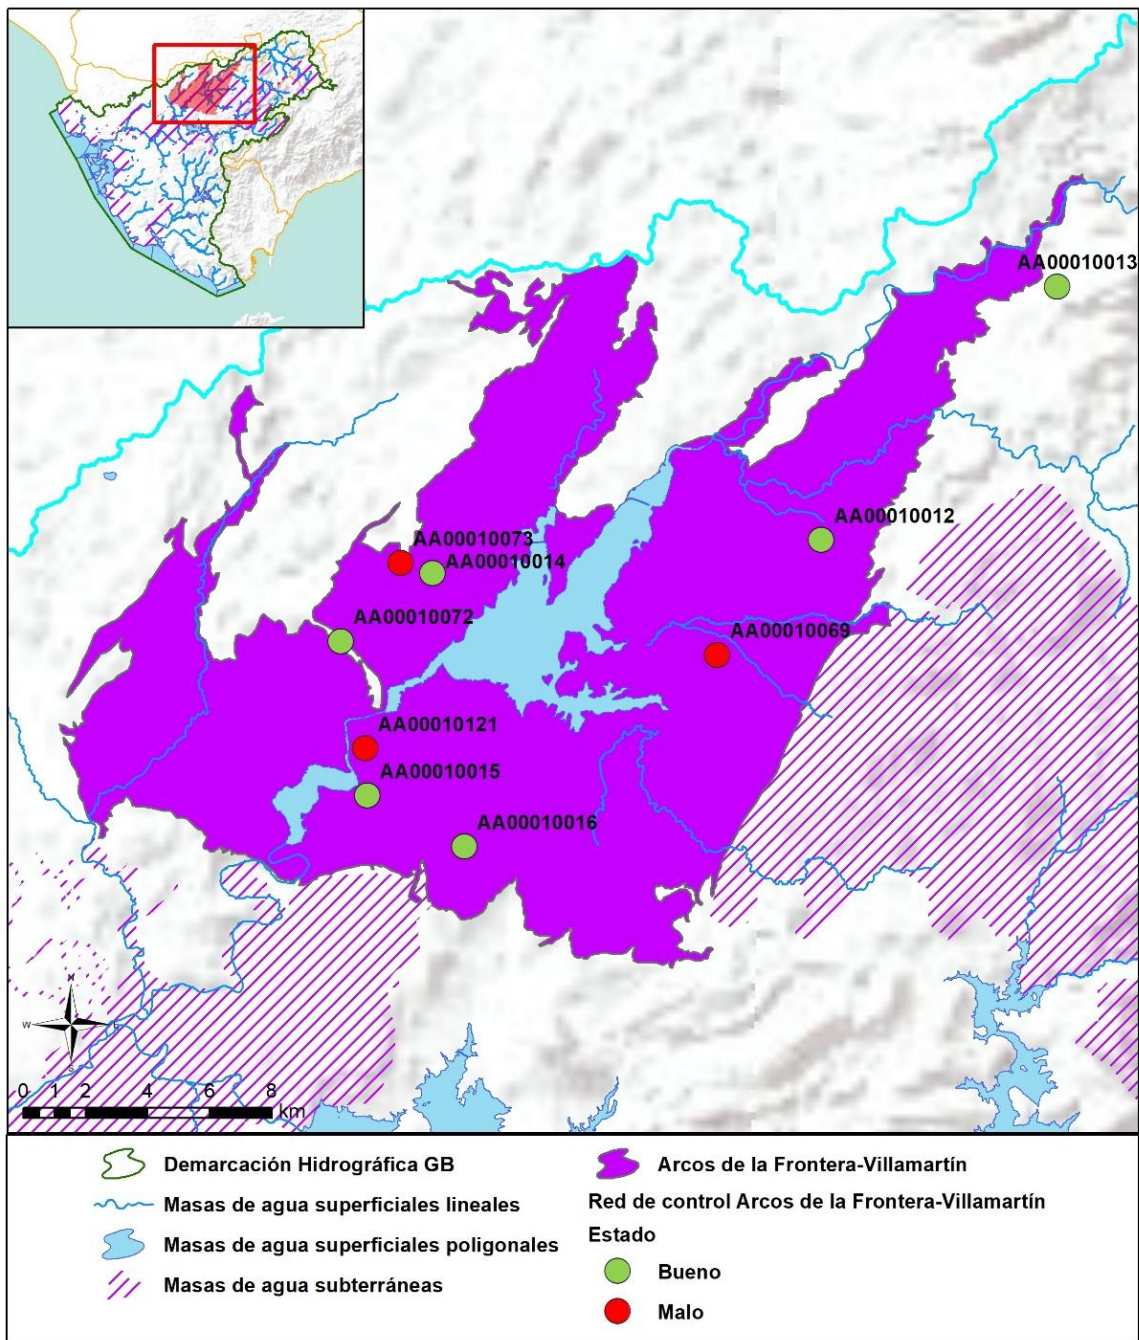 AA00010013
AA00010012
AA00010073
AA00010014
AA00010072
AA00010069
AA00010121
AA00010015
AA00010016
N
W
E
S
0 1 2 4 6 8
km
Demarcación Hidrográfica GB
Masas de agua superficiales lineales
Masas de agua superficiales poligonales
Masas de agua subterráneas
Arcos de la Frontera-Villamartín
Red de control Arcos de la Frontera-Villamartín
Estado
Bueno
Malo